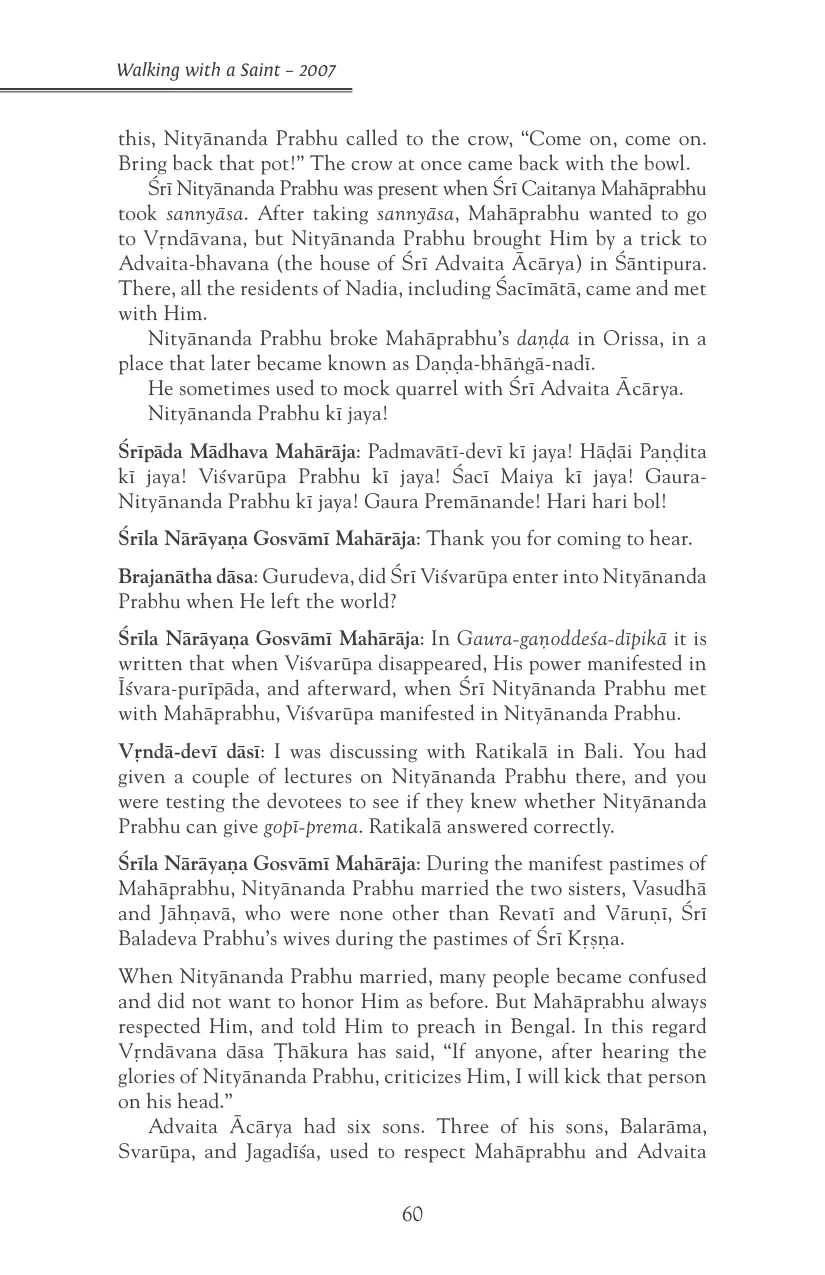 Walking with a Saint – 2007
this, Nityānanda Prabhu called to the crow, “Come on, come on.
Bring back that pot!” The crow at once came back with the bowl.
Śrī Nityānanda Prabhu was present when Śrī Caitanya Mahāprabhu
took sannyāsa. After taking sannyāsa, Mahāprabhu wanted to go
to Vṛndāvana, but Nityānanda Prabhu brought Him by a trick to
Advaita-bhavana (the house of Śrī Advaita Ācārya) in Śāntipura.
There, all the residents of Nadia, including Śacīmātā, came and met
with Him.
Nityānanda Prabhu broke Mahāprabhu’s daṇḍa in Orissa, in a
place that later became known as Daṇḍa-bhāṅgā-nadī.
He sometimes used to mock quarrel with Śrī Advaita Ācārya.
Nityānanda Prabhu kī jaya!
Śrīpāda Mādhava Mahārāja: Padmavātī-devī kī jaya! Hāḍāi Paṇḍita
kī jaya! Viśvarūpa Prabhu kī jaya! Śacī Maiya kī jaya! Gaura-
Nityānanda Prabhu kī jaya! Gaura Premānande! Hari hari bol!
Śrīla Nārāyaṇa Gosvāmī Mahārāja: Thank you for coming to hear.
Brajanātha dāsa: Gurudeva, did Śrī Viśvarūpa enter into Nityānanda
Prabhu when He left the world?
Śrīla Nārāyaṇa Gosvāmī Mahārāja: In Gaura-gaṇoddeśa-dīpikā it is
written that when Viśvarūpa disappeared, His power manifested in
Īśvara-purīpāda, and afterward, when Śrī Nityānanda Prabhu met
with Mahāprabhu, Viśvarūpa manifested in Nityānanda Prabhu.
Vṛndā-devī dāsī: I was discussing with Ratikalā in Bali. You had
given a couple of lectures on Nityānanda Prabhu there, and you
were testing the devotees to see if they knew whether Nityānanda
Prabhu can give gopī-prema. Ratikalā answered correctly.
Śrīla Nārāyaṇa Gosvāmī Mahārāja: During the manifest pastimes of
Mahāprabhu, Nityānanda Prabhu married the two sisters, Vasudhā
and Jāhṇavā, who were none other than Revatī and Vāruṇī, Śrī
Baladeva Prabhu’s wives during the pastimes of Śrī Kṛṣṇa.
When Nityānanda Prabhu married, many people became confused
and did not want to honor Him as before. But Mahāprabhu always
respected Him, and told Him to preach in Bengal. In this regard
Vṛndāvana dāsa Ṭhākura has said, “If anyone, after hearing the
glories of Nityānanda Prabhu, criticizes Him, I will kick that person
on his head.”
Advaita Ācārya had six sons. Three of his sons, Balarāma,
Svarūpa, and Jagadīśa, used to respect Mahāprabhu and Advaita
60